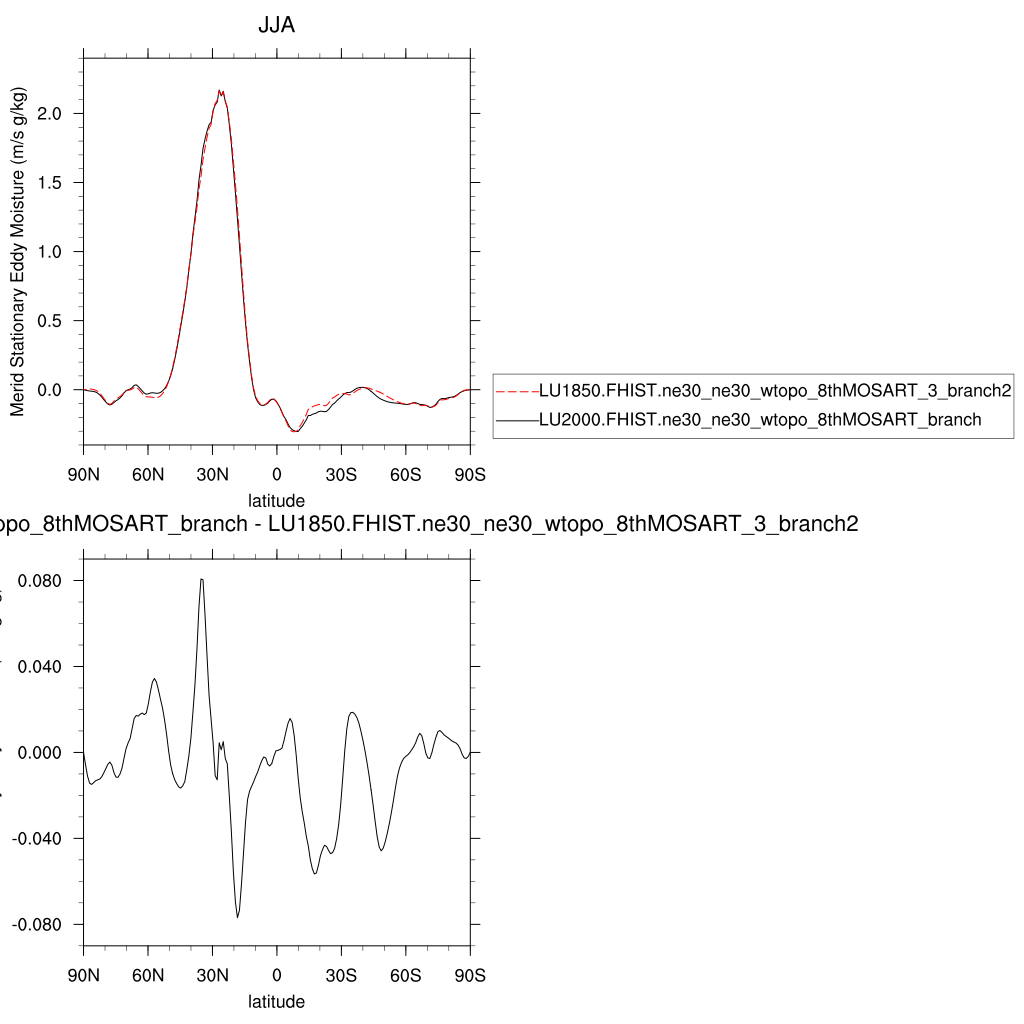 JJA
Merid Stationary Eddy Moisture (m/s g/kg)
2.0
1.5
1.0
0.5
0.0
90N 60N 30N 0 30S 60S 90S
latitude
LU1850.FHIST.ne30_ne30_wtopo_8thMOSART_3_branch2
LU2000.FHIST.ne30_ne30_wtopo_8thMOSART_branch
opo_8thMOSART_branch - LU1850.FHIST.ne30_ne30_wtopo_8thMOSART_3_branch2
0.080
0.040
0.000
-0.040
-0.080
90N 60N 30N 0 30S 60S 90S
latitude